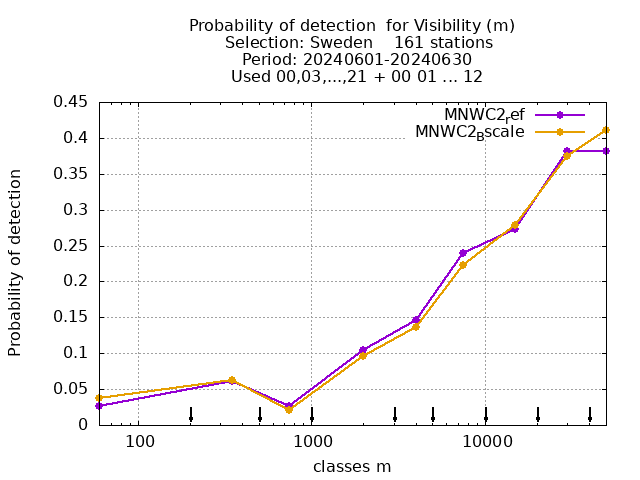 Probability of detection  for Visibility (m)
Selection: Sweden    161 stations
Period: 20240601-20240630
Used 00,03,...,21 + 00 01 ... 12
MNWC2ref
MNWC2Bscale
0.45
0.4
0.35
0.3
0.25
0.2
0.15
0.1
0.05
0
Probability of detection
100 1000 10000
classes m